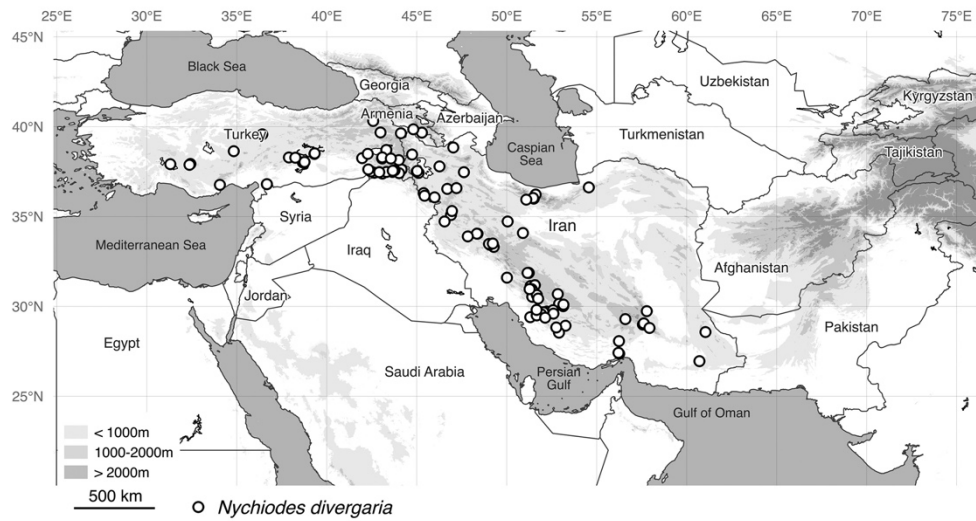 25°E 30°E 35°E 40°E 45°E 50°E 55°E 60°E 65°E 70°E 75°E
45°N
Black Sea
Georgia
Uzbekistan
Kyrgyzstan
Armenia
Azerbaijan
40°N
Turkey
Caspian
Sea
Turkmenistan
Tajikistan
35°N
Syria
Iran
Mediterranean Sea
Iraq
Afghanistan
Jordan
30°N
Pakistan
Egypt
Saudi Arabia
Persian
Gulf
25°N
Gulf of Oman
< 1000m
1000-2000m
> 2000m
500 km
Nychiodes divergaria